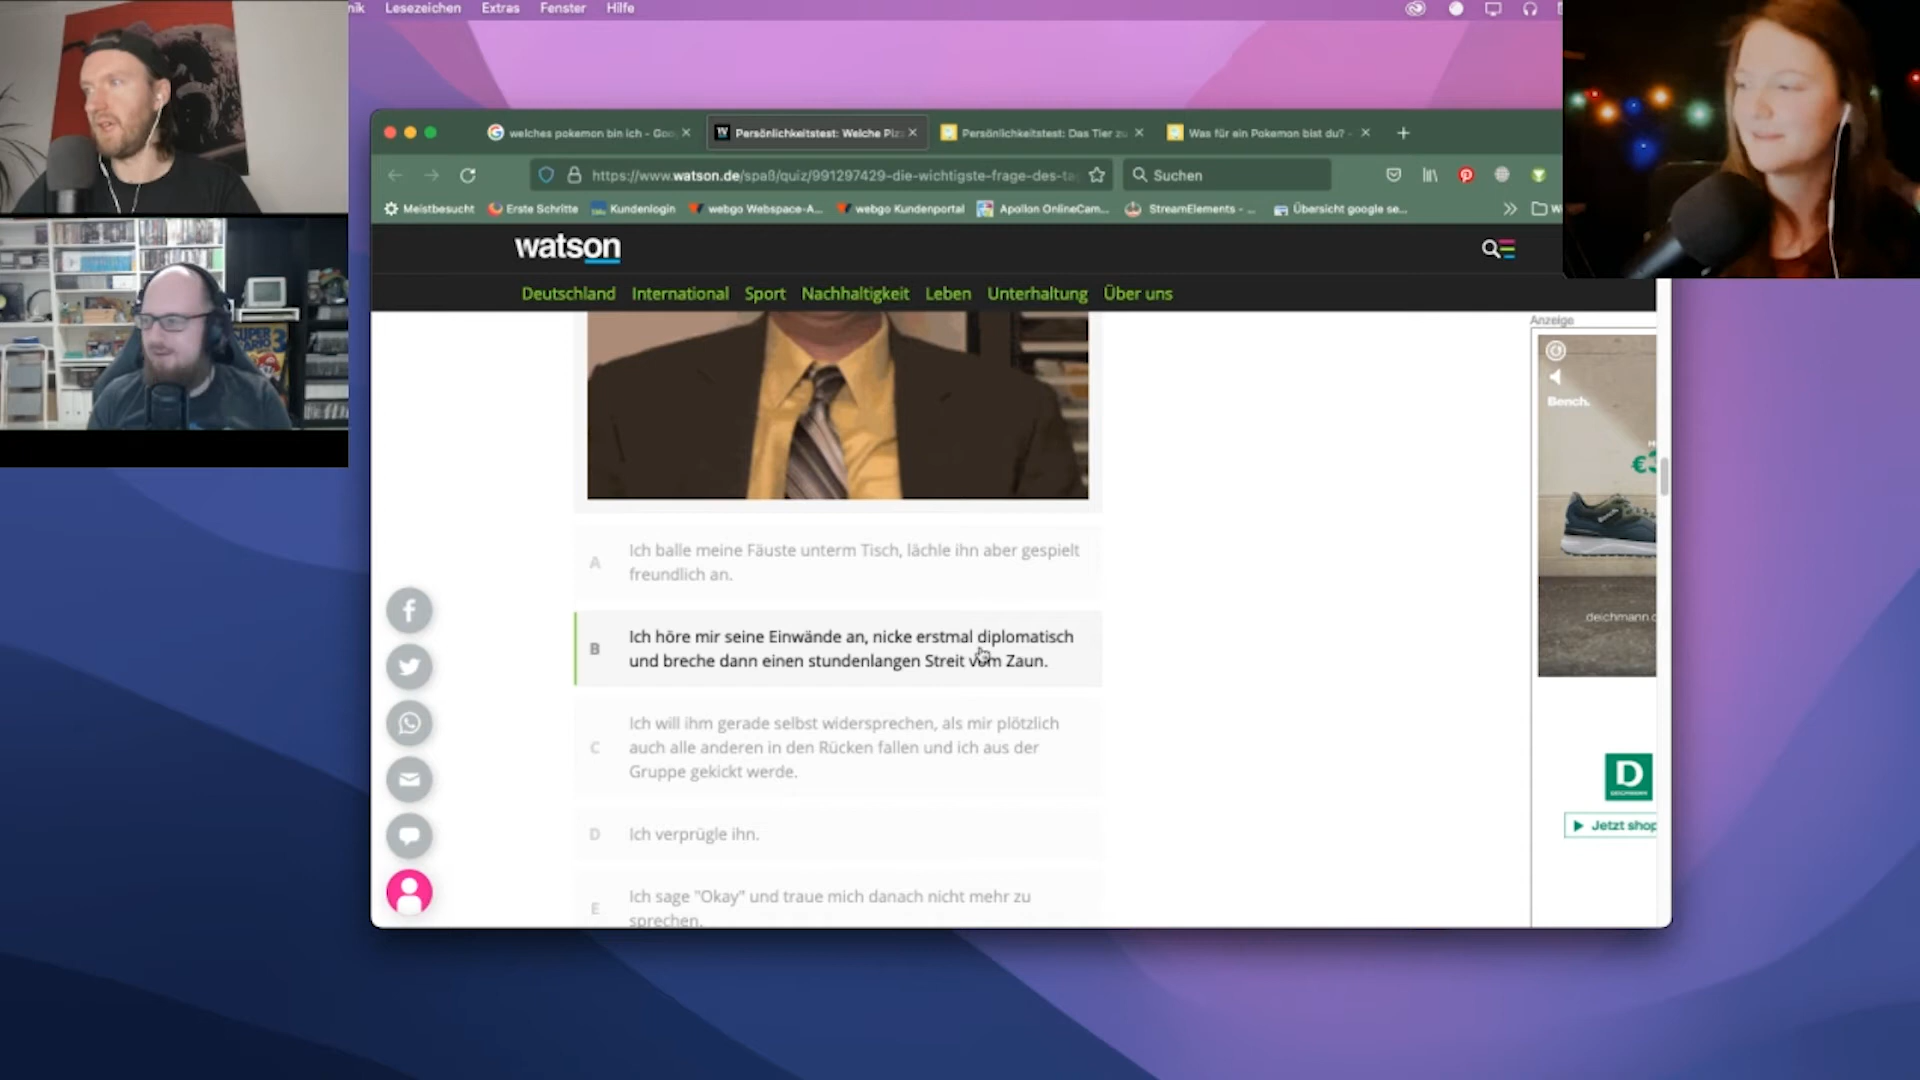 nik Lesezeichen Extras Fenster Hilfe
welches pokemon bin ich - Goo
Persönlichkeitstest: Welche Piz
Persönlichkeitstest: Das Tier zu
Was für ein Pokemon bist du? -
https://www.watson.de/spaß/quiz/991297429-die-wichtigste-frage-des-ta
Suchen
Meistbesucht
Erste Schritte
Kundenlogin
webgo Webspace-A...
webgo Kundenportal
Apollon OnlineCam...
StreamElements - ...
Übersicht google se...
watson
Deutschland International Sport Nachhaltigkeit Leben Unterhaltung Über uns
SUPER
3
Anzeige
Bench.
deichmann.c
D
DEICHMANN
Jetzt shop
A
Ich balle meine Fäuste unterm Tisch, lächle ihn aber gespielt
freundlich an.
B
Ich höre mir seine Einwände an, nicke erstmal diplomatisch
und breche dann einen stundenlangen Streit vom Zaun.
C
Ich will ihm gerade selbst widersprechen, als mir plötzlich
auch alle anderen in den Rücken fallen und ich aus der
Gruppe gekickt werde.
D
Ich verprügle ihn.
E
Ich sage "Okay" und traue mich danach nicht mehr zu
sprechen.